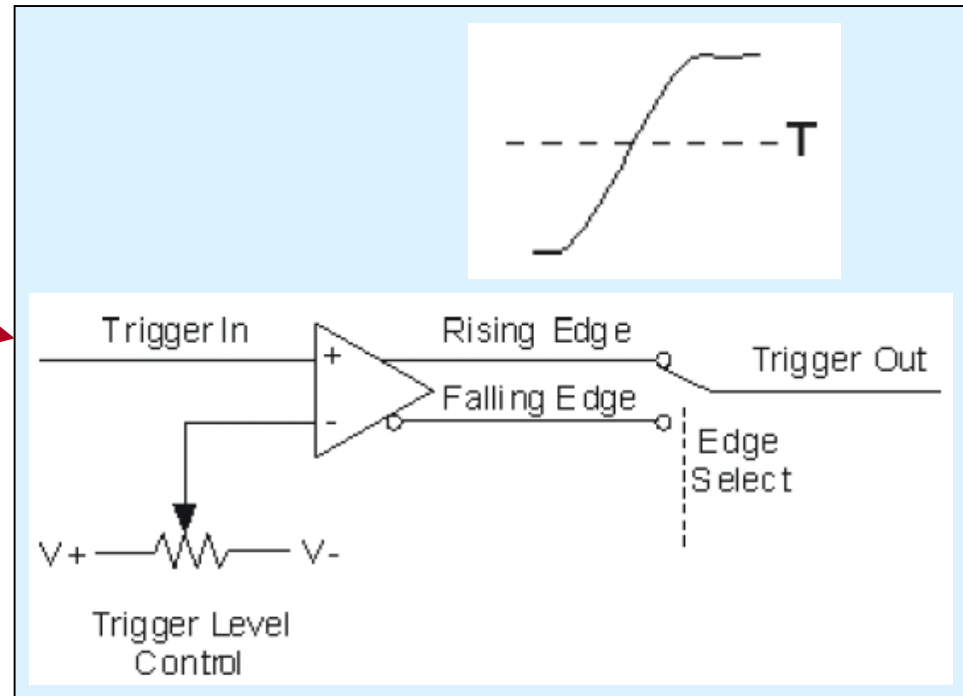 T
Trigger In
Rising Edge
Trigger Out
+
Falling Edge
-
Edge
Select
V+
V-
Trigger Level
Control